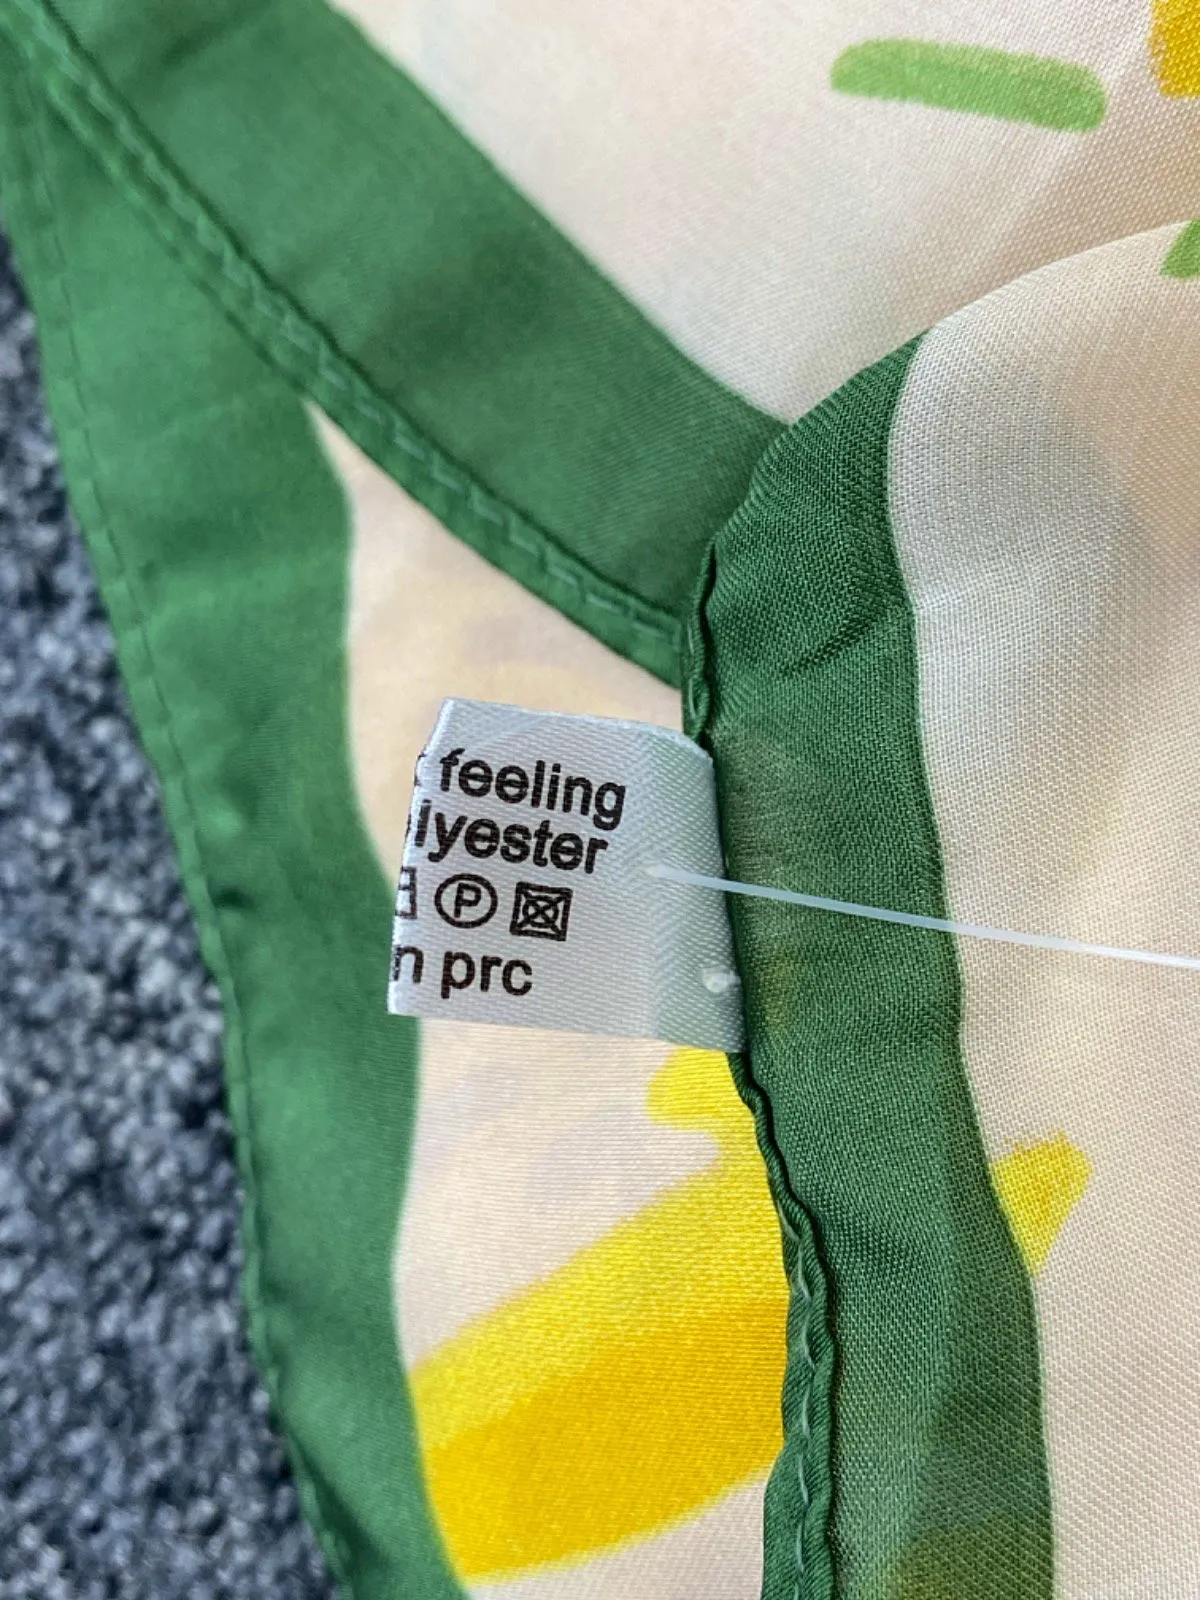 feeling
lyester
P
n prc